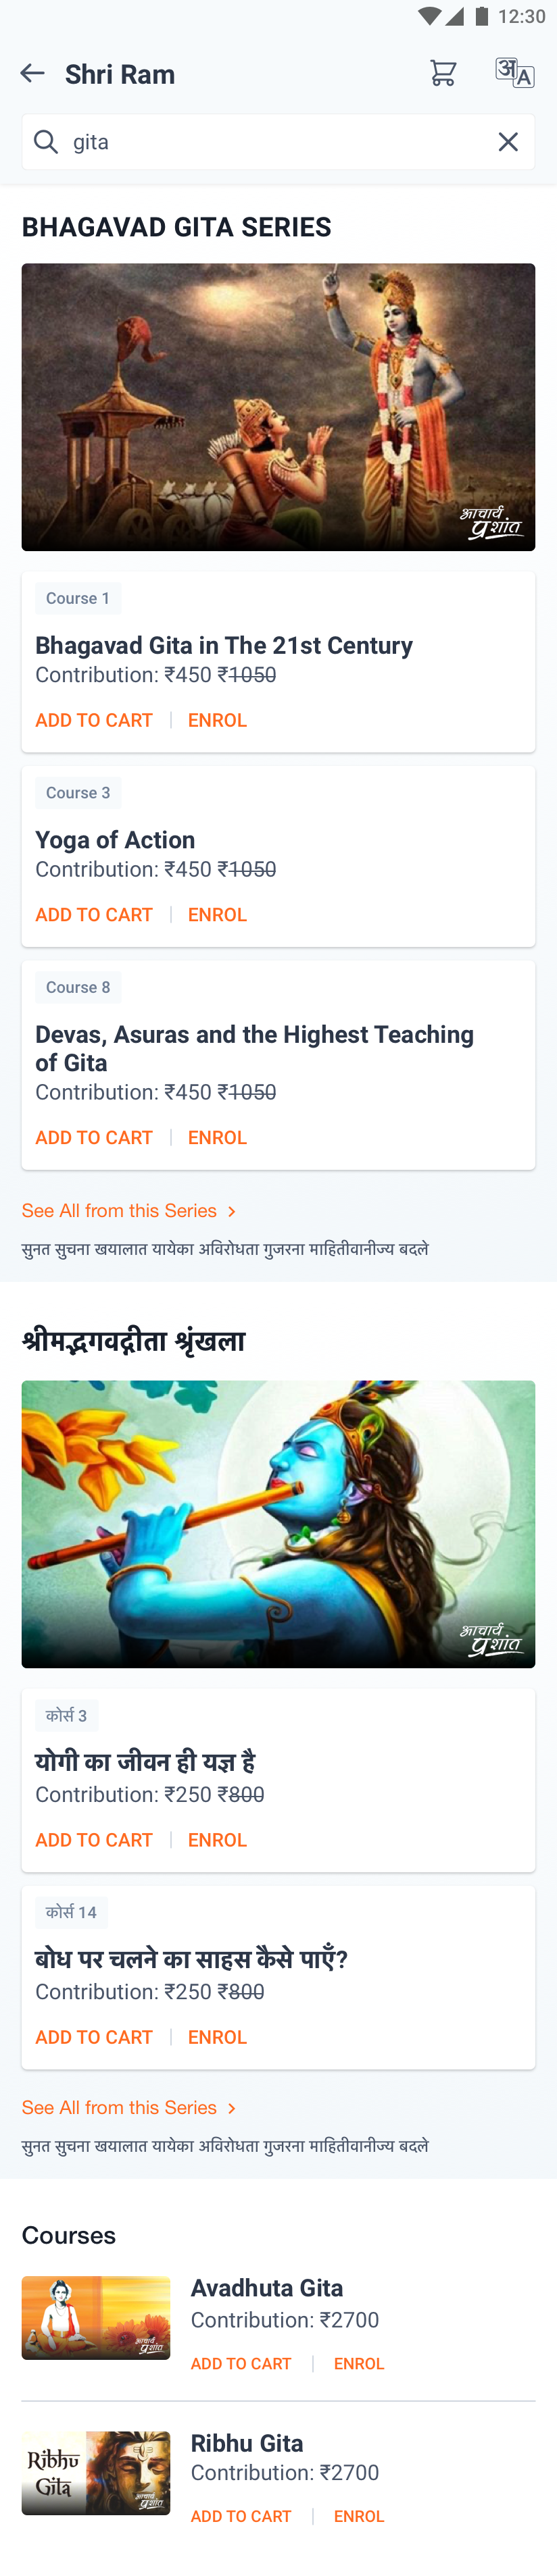 12:30
Shri Ram
अ A
gita
BHAGAVAD GITA SERIES
आचार्य
प्रशांत
Course 1
Bhagavad Gita in The 21st Century
Contribution: ₹450 ₹1050
ADD TO CART | ENROL
Course 3
Yoga of Action
Contribution: ₹450 ₹1050
ADD TO CART | ENROL
Course 8
Devas, Asuras and the Highest Teaching
of Gita
Contribution: ₹450 ₹1050
ADD TO CART | ENROL
See All from this Series >
सुनत सुचना खयालात यायेका अविरोधता गुजरना माहितीवानीज्य बदले
श्रीमद्भगवद्गीता श्रृंखला
आचार्य
प्रशांत
कोर्स 3
योगी का जीवन ही यज्ञ है
Contribution: ₹250 ₹800
ADD TO CART | ENROL
कोर्स 14
बोध पर चलने का साहस कैसे पाएँ?
Contribution: ₹250 ₹800
ADD TO CART | ENROL
See All from this Series >
सुनत सुचना खयालात यायेका अविरोधता गुजरना माहितीवानीज्य बदले
Courses
आचार्य
प्रशांत
Avadhuta Gita
Contribution: ₹2700
ADD TO CART | ENROL
Ribhu
Gita
आचार्य
प्रशांत
Ribhu Gita
Contribution: ₹2700
ADD TO CART | ENROL